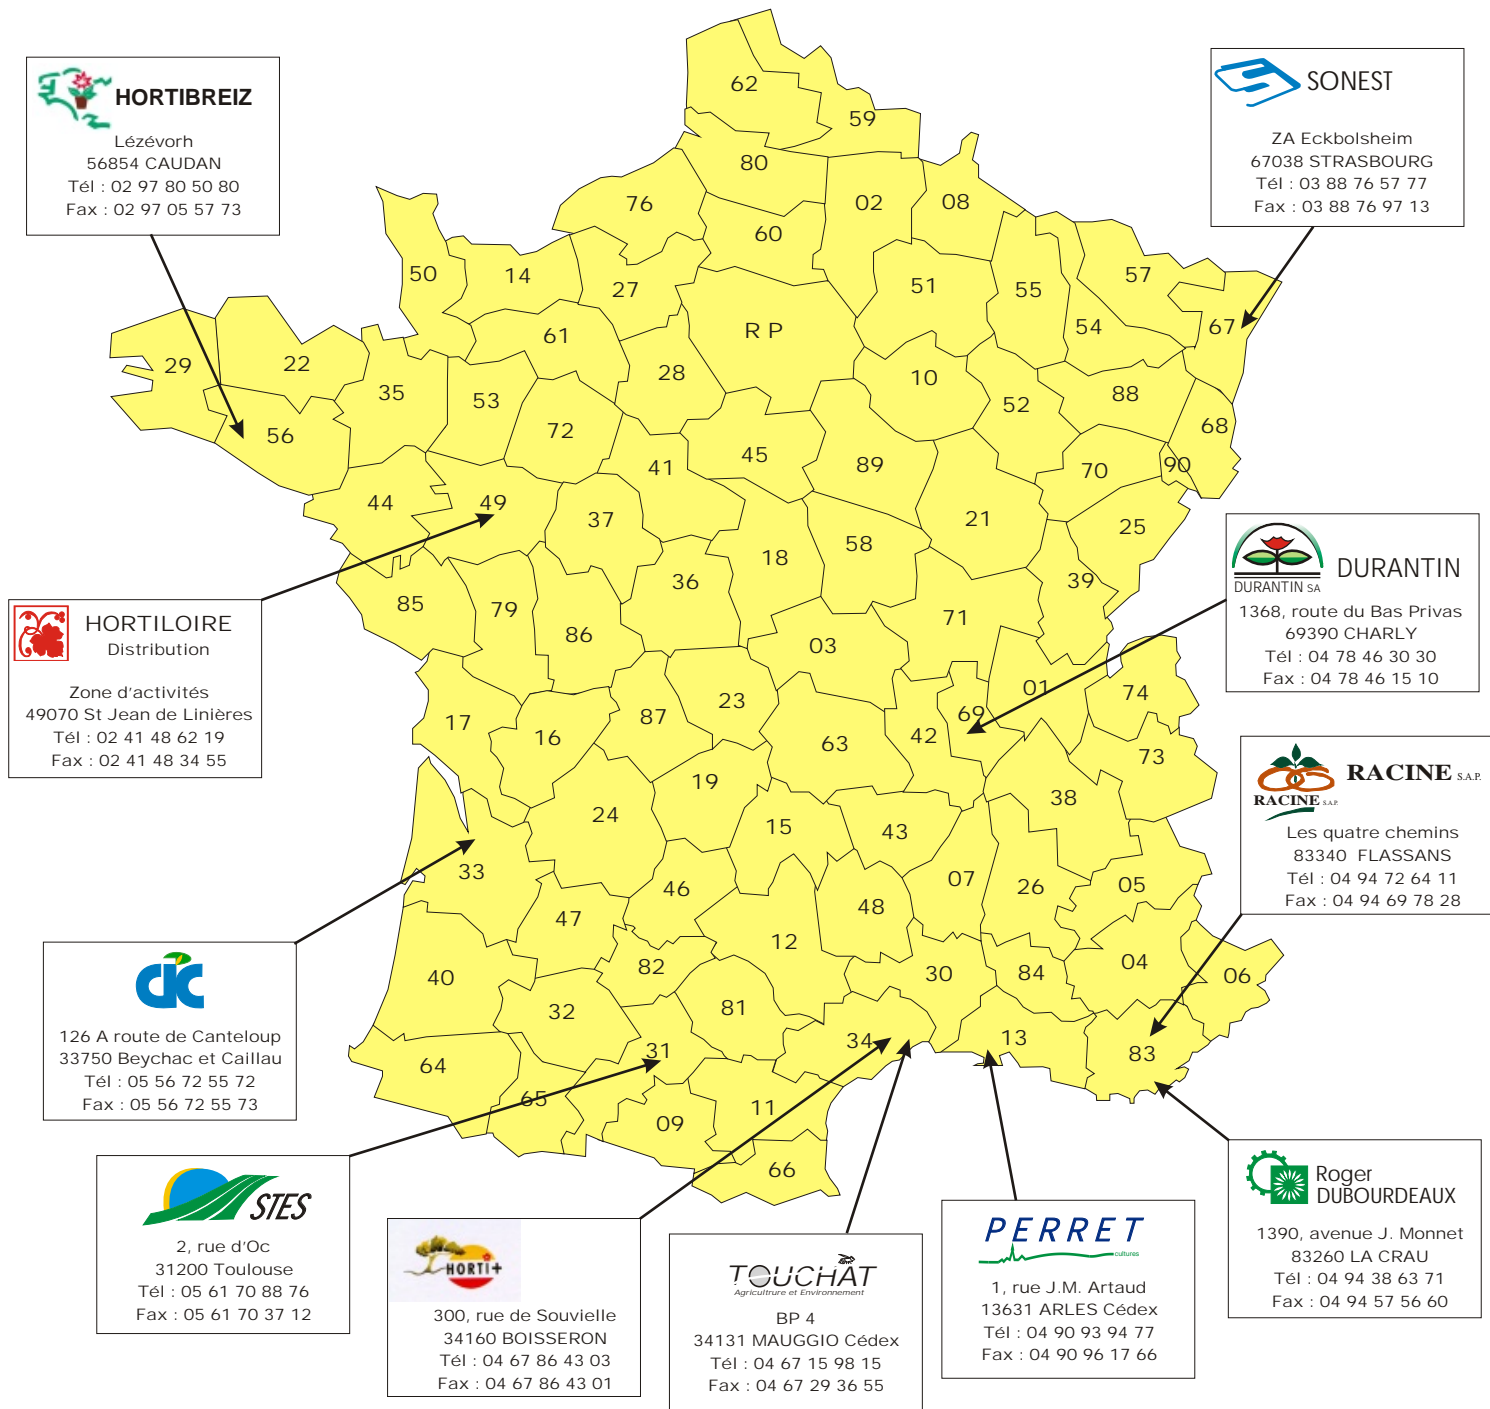 HORTIBREIZ
Lézévorh
56854 CAUDAN
Tél : 02 97 80 50 80
Fax : 02 97 05 57 73
SONEST
ZA Eckbolsheim
67038 STRASBOURG
Tél : 03 88 76 57 77
Fax : 03 88 76 97 13
62
59
80
76
02
08
60
50
14
27
51
55
57
R P
54
67
61
29
22
28
35
53
10
52
88
72
56
45
41
89
70
90
68
44
49
37
21
25
18
58
36
39
85
79
86
71
03
01
74
23
87
17
16
69
42
63
73
19
24
38
15
43
33
07
26
05
46
48
47
12
82
30
84
04
06
40
81
32
31
34
13
83
64
65
09
11
66
DURANTIN SA
DURANTIN
1368, route du Bas Privas
69390 CHARLY
Tél : 04 78 46 30 30
Fax : 04 78 46 15 10
HORTILOIRE
Distribution
Zone d'activités
49070 St Jean de Linières
Tél : 02 41 48 62 19
Fax : 02 41 48 34 55
RACINE S.A.P.
RACINE S.A.P.
Les quatre chemins
83340 FLASSANS
Tél : 04 94 72 64 11
Fax : 04 94 69 78 28
CIC
126 A route de Canteloup
33750 Beychac et Caillau
Tél : 05 56 72 55 72
Fax : 05 56 72 55 73
STES
2, rue d'Oc
31200 Toulouse
Tél : 05 61 70 88 76
Fax : 05 61 70 37 12
HORTI+
300, rue de Souvielle
34160 BOISSERON
Tél : 04 67 86 43 03
Fax : 04 67 86 43 01
TOUCHAT
Agriculture et Environnement
BP 4
34131 MAUGGIO Cédex
Tél : 04 67 15 98 15
Fax : 04 67 29 36 55
PERRET
cultures
1, rue J.M. Artaud
13631 ARLES Cédex
Tél : 04 90 93 94 77
Fax : 04 90 96 17 66
Roger
DUBOURDEAUX
1390, avenue J. Monnet
83260 LA CRAU
Tél : 04 94 38 63 71
Fax : 04 94 57 56 60